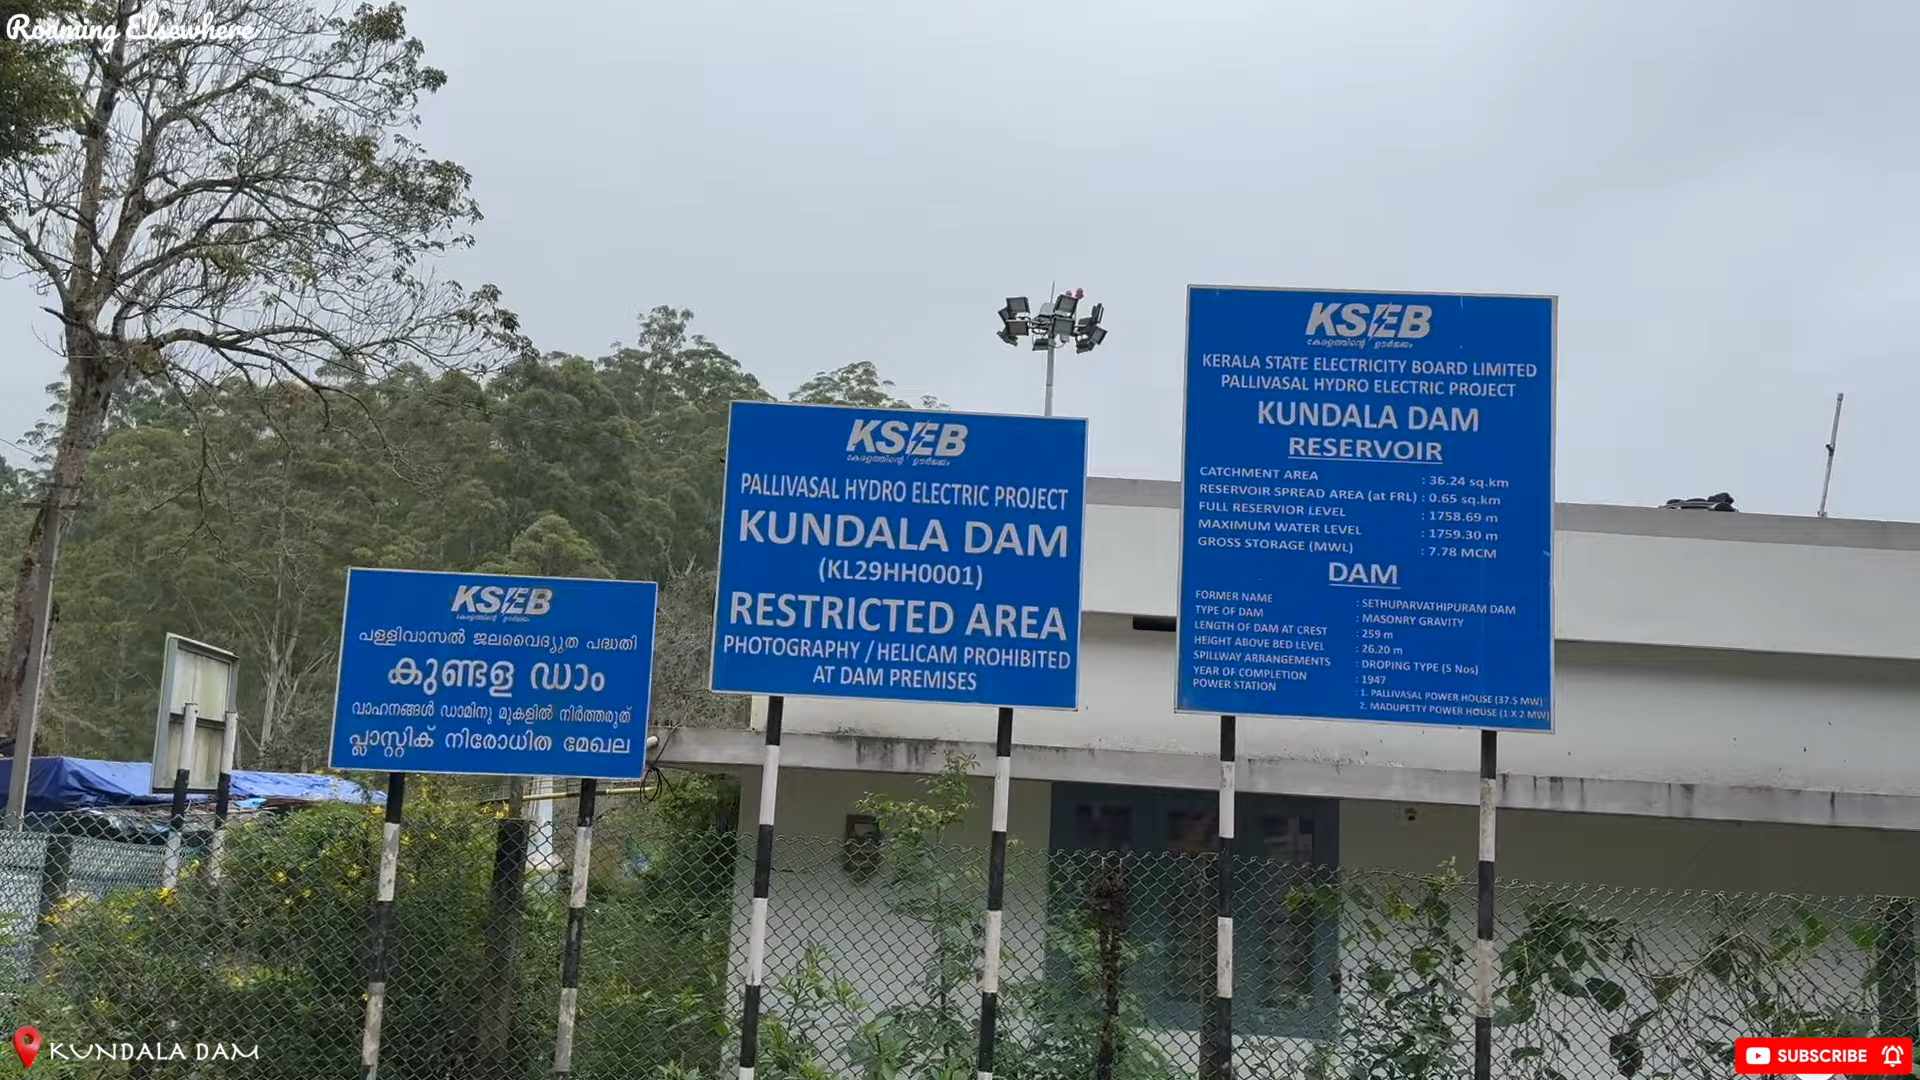 Roaming Elsewhere
KSEB
കേരളത്തിന്റെ ഊർജ്ജം
പള്ളിവാസൽ ജലവൈദ്യുത പദ്ധതി
കുണ്ടള ഡാം
വാഹനങ്ങൾ ഡാമിനു മുകളിൽ നിർത്തരുത്
പ്ലാസ്റ്റിക് നിരോധിത മേഖല
KSEB
കേരളത്തിന്റെ ഊർജ്ജം
PALLIVASAL HYDRO ELECTRIC PROJECT
KUNDALA DAM
(KL29HH0001)
RESTRICTED AREA
PHOTOGRAPHY / HELICAM PROHIBITED
AT DAM PREMISES
KSEB
കേരളത്തിന്റെ ഊർജ്ജം
KERALA STATE ELECTRICITY BOARD LIMITED
PALLIVASAL HYDRO ELECTRIC PROJECT
KUNDALA DAM
RESERVOIR
CATCHMENT AREA : 36.24 sq.km
RESERVOIR SPREAD AREA (at FRL) : 0.65 sq.km
FULL RESERVIOR LEVEL : 1758.69 m
MAXIMUM WATER LEVEL : 1759.30 m
GROSS STORAGE (MWL) : 7.78 MCM
DAM
FORMER NAME : SETHUPARVATHIPURAM DAM
TYPE OF DAM : MASONRY GRAVITY
LENGTH OF DAM AT CREST : 259 m
HEIGHT ABOVE BED LEVEL : 26.20 m
SPILLWAY ARRANGEMENTS : DROPING TYPE (5 Nos)
YEAR OF COMPLETION : 1947
POWER STATION : 1. PALLIVASAL POWER HOUSE (37.5 MW)
2. MADUPETTY POWER HOUSE (1 X 2 MW)
KUNDALA DAM
SUBSCRIBE